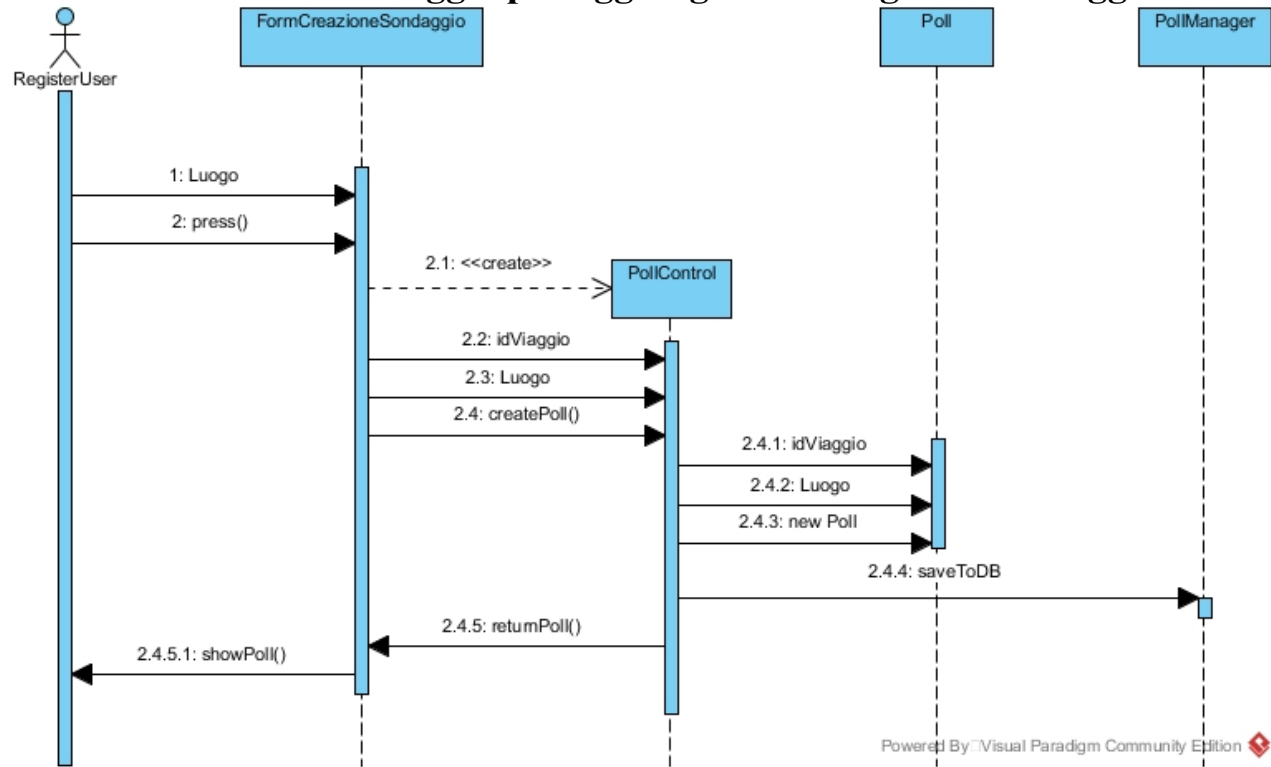 FormCreazioneSondaggio
Poll
PollManager
RegisterUser
1: Luogo
2: press()
2.1: <<create>>
PollControl
2.2: idViaggio
2.3: Luogo
2.4: createPoll()
2.4.1: idViaggio
2.4.2: Luogo
2.4.3: new Poll
2.4.4: saveToDB
2.4.5: returnPoll()
2.4.5.1: showPoll()
Powered By Visual Paradigm Community Edition